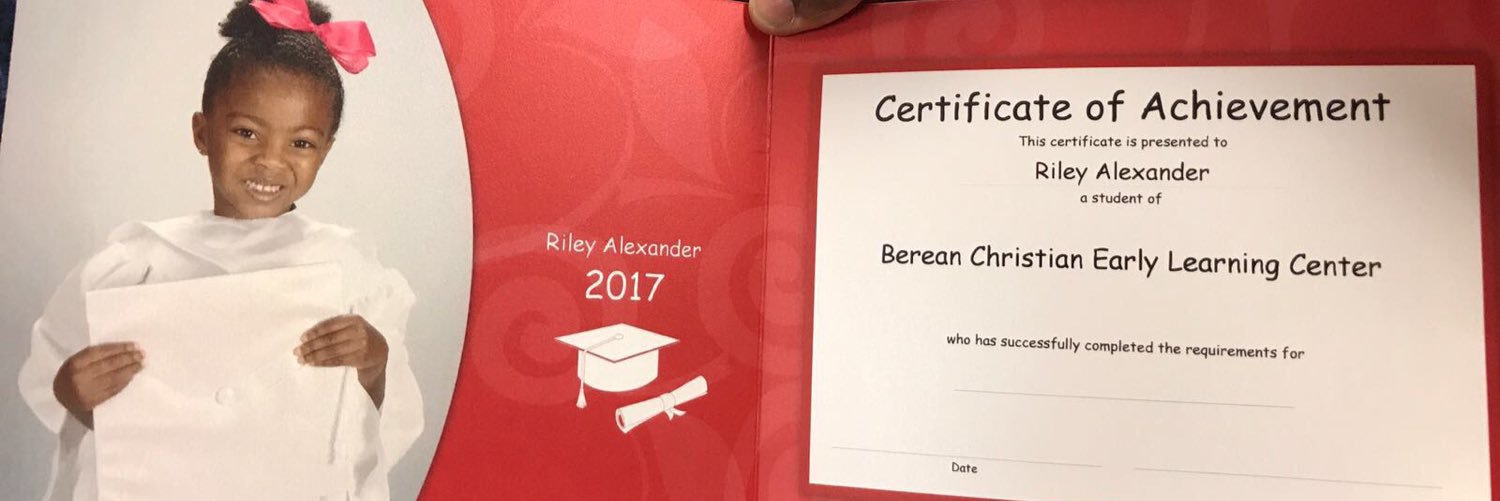 Riley Alexander
2017
Certificate of Achievement
This certificate is presented to
Riley Alexander
a student of
Berean Christian Early Learning Center
who has successfully completed the requirements for
Date